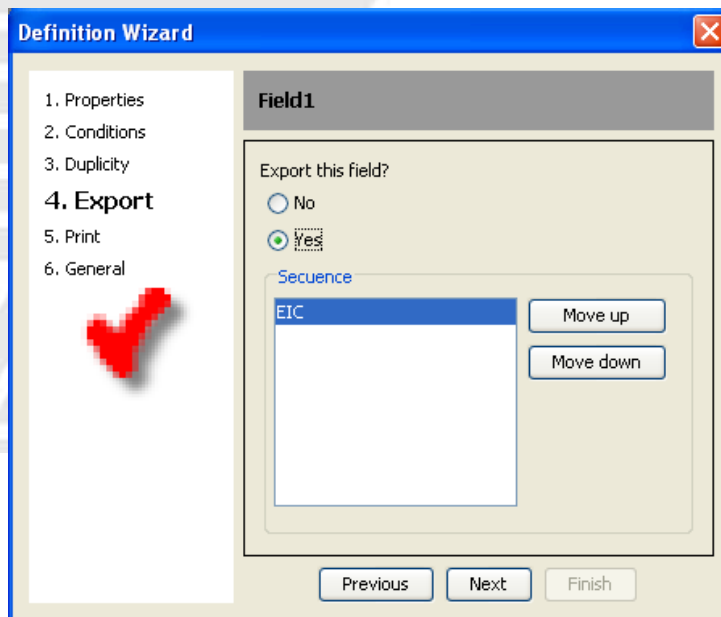 Definition Wizard
1. Properties
2. Conditions
3. Duplicity
4. Export
5. Print
6. General
Field1
Export this field?
No
Yes
Secuence
EIC
Move up
Move down
Previous
Next
Finish